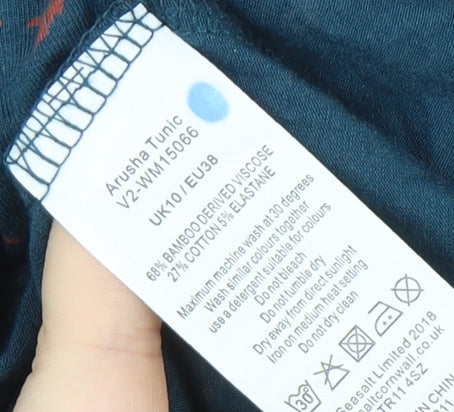 Arusha Tunic
V2-WM15066
UK10 / EU38
68% BAMBOO DERIVED VISCOSE
27% COTTON 5% ELASTANE
Maximum machine wash at 30 degrees
Wash similar colours together
use a detergent suitable for colours
Do not bleach
Do not tumble dry
Dry away from direct sunlight
Iron on medium heat setting
Do not dry clean
30
Seasalt Limited 2018
saltcornwall.co.uk
R11 4SZ